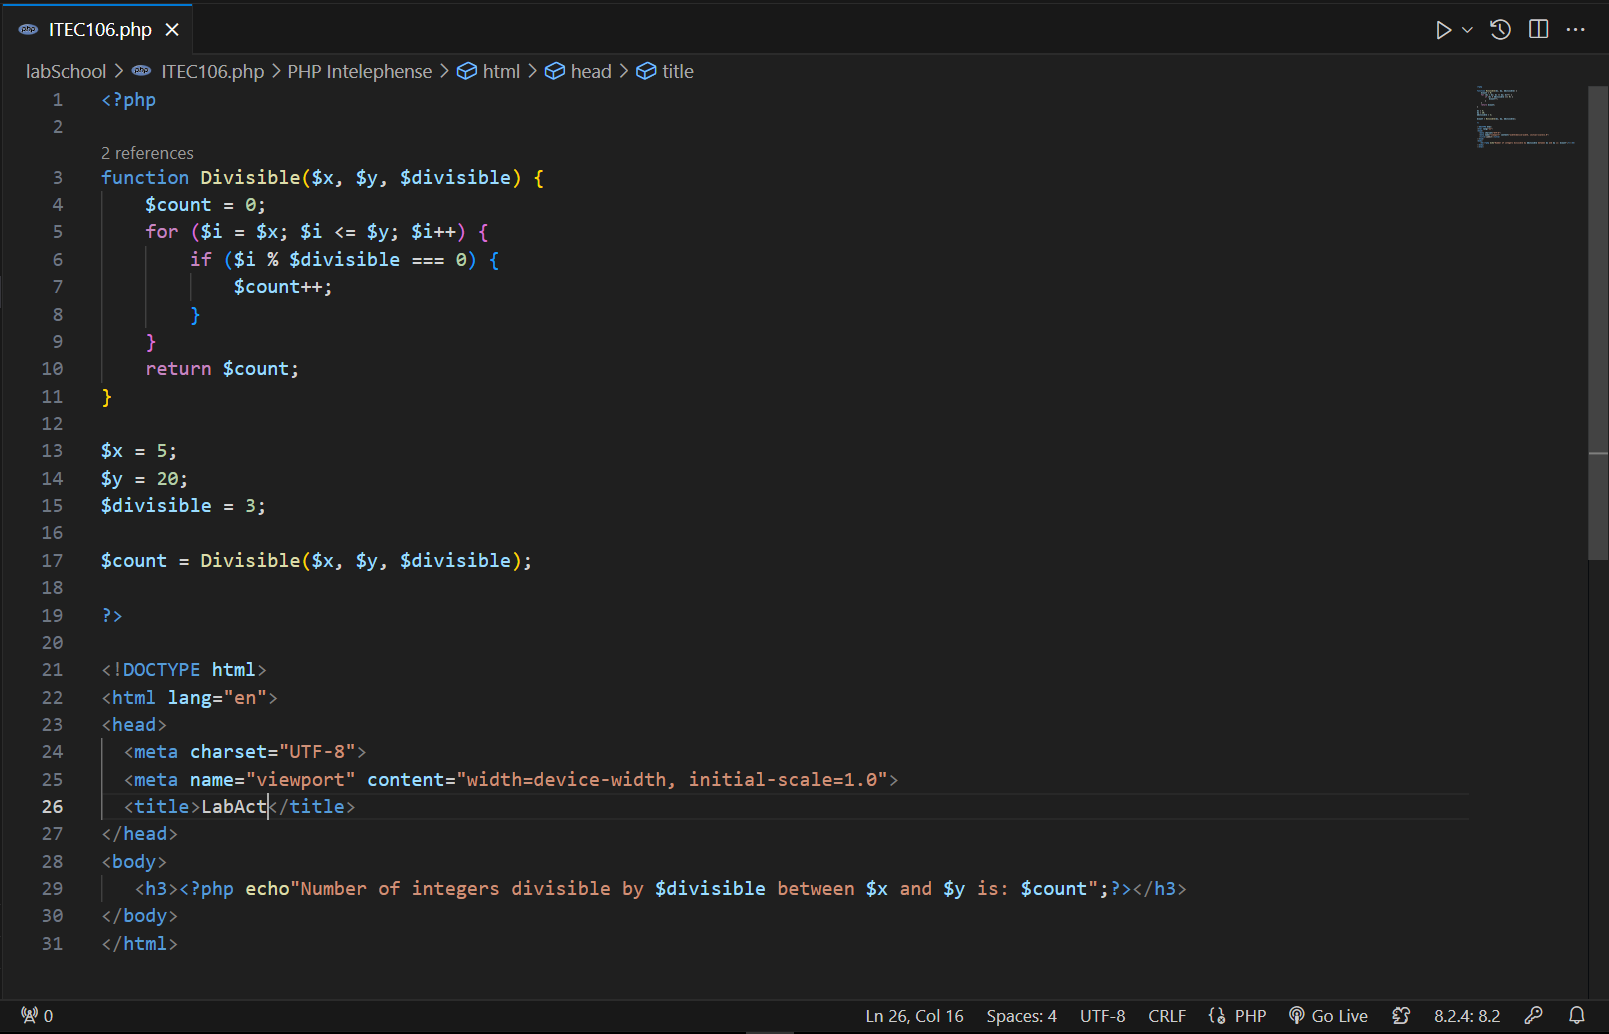 ITEC106.php
labSchool > ITEC106.php > PHP Intelephense > html > head > title
1 <?php
2
2 references
3 function Divisible($x, $y, $divisible) {
4     $count = 0;
5     for ($i = $x; $i <= $y; $i++) {
6         if ($i % $divisible === 0) {
7             $count++;
8         }
9     }
10     return $count;
11 }
12
13 $x = 5;
14 $y = 20;
15 $divisible = 3;
16
17 $count = Divisible($x, $y, $divisible);
18
19 ?>
20
21 <!DOCTYPE html>
22 <html lang="en">
23 <head>
24   <meta charset="UTF-8">
25   <meta name="viewport" content="width=device-width, initial-scale=1.0">
26   <title>LabAct</title>
27 </head>
28 <body>
29    <h3><?php echo"Number of integers divisible by $divisible between $x and $y is: $count";?></h3>
30 </body>
31 </html>
0 Ln 26, Col 16 Spaces: 4 UTF-8 CRLF PHP Go Live 8.2.4: 8.2